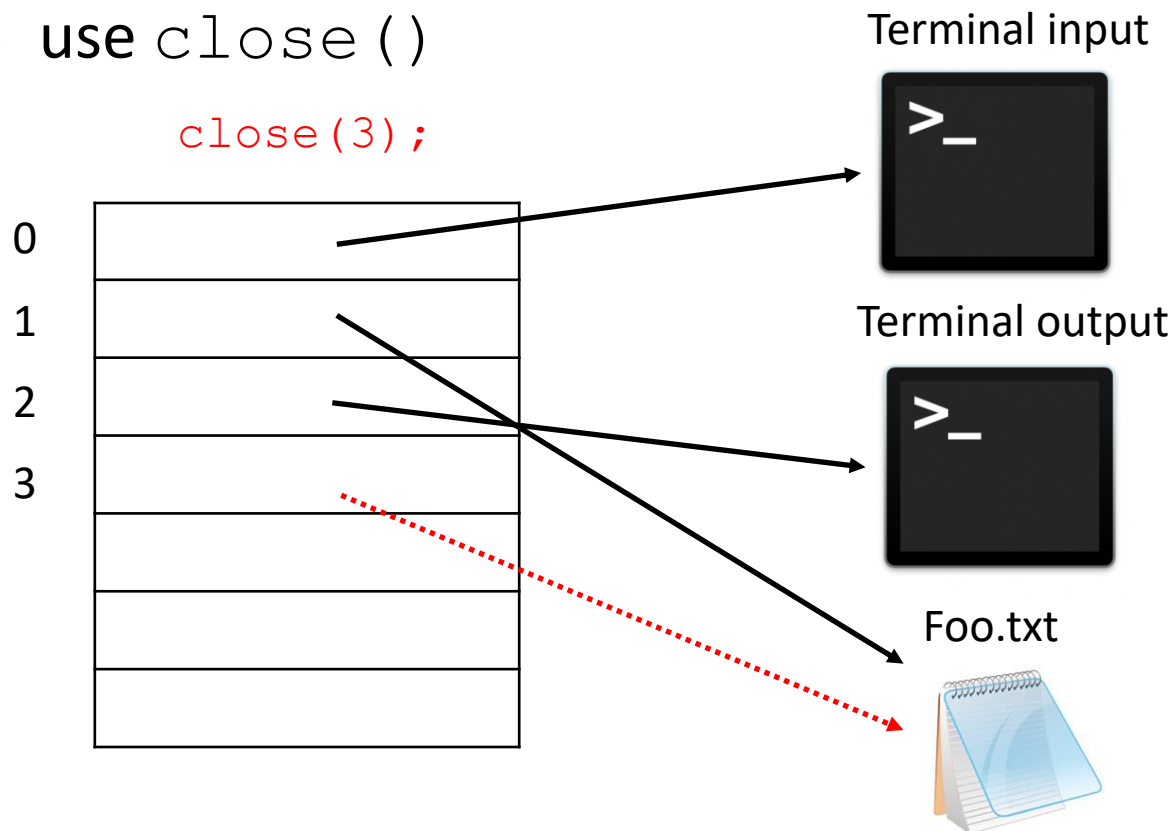 use close()
close(3);
0
1
2
3
Terminal input
>_
Terminal output
>_
Foo.txt